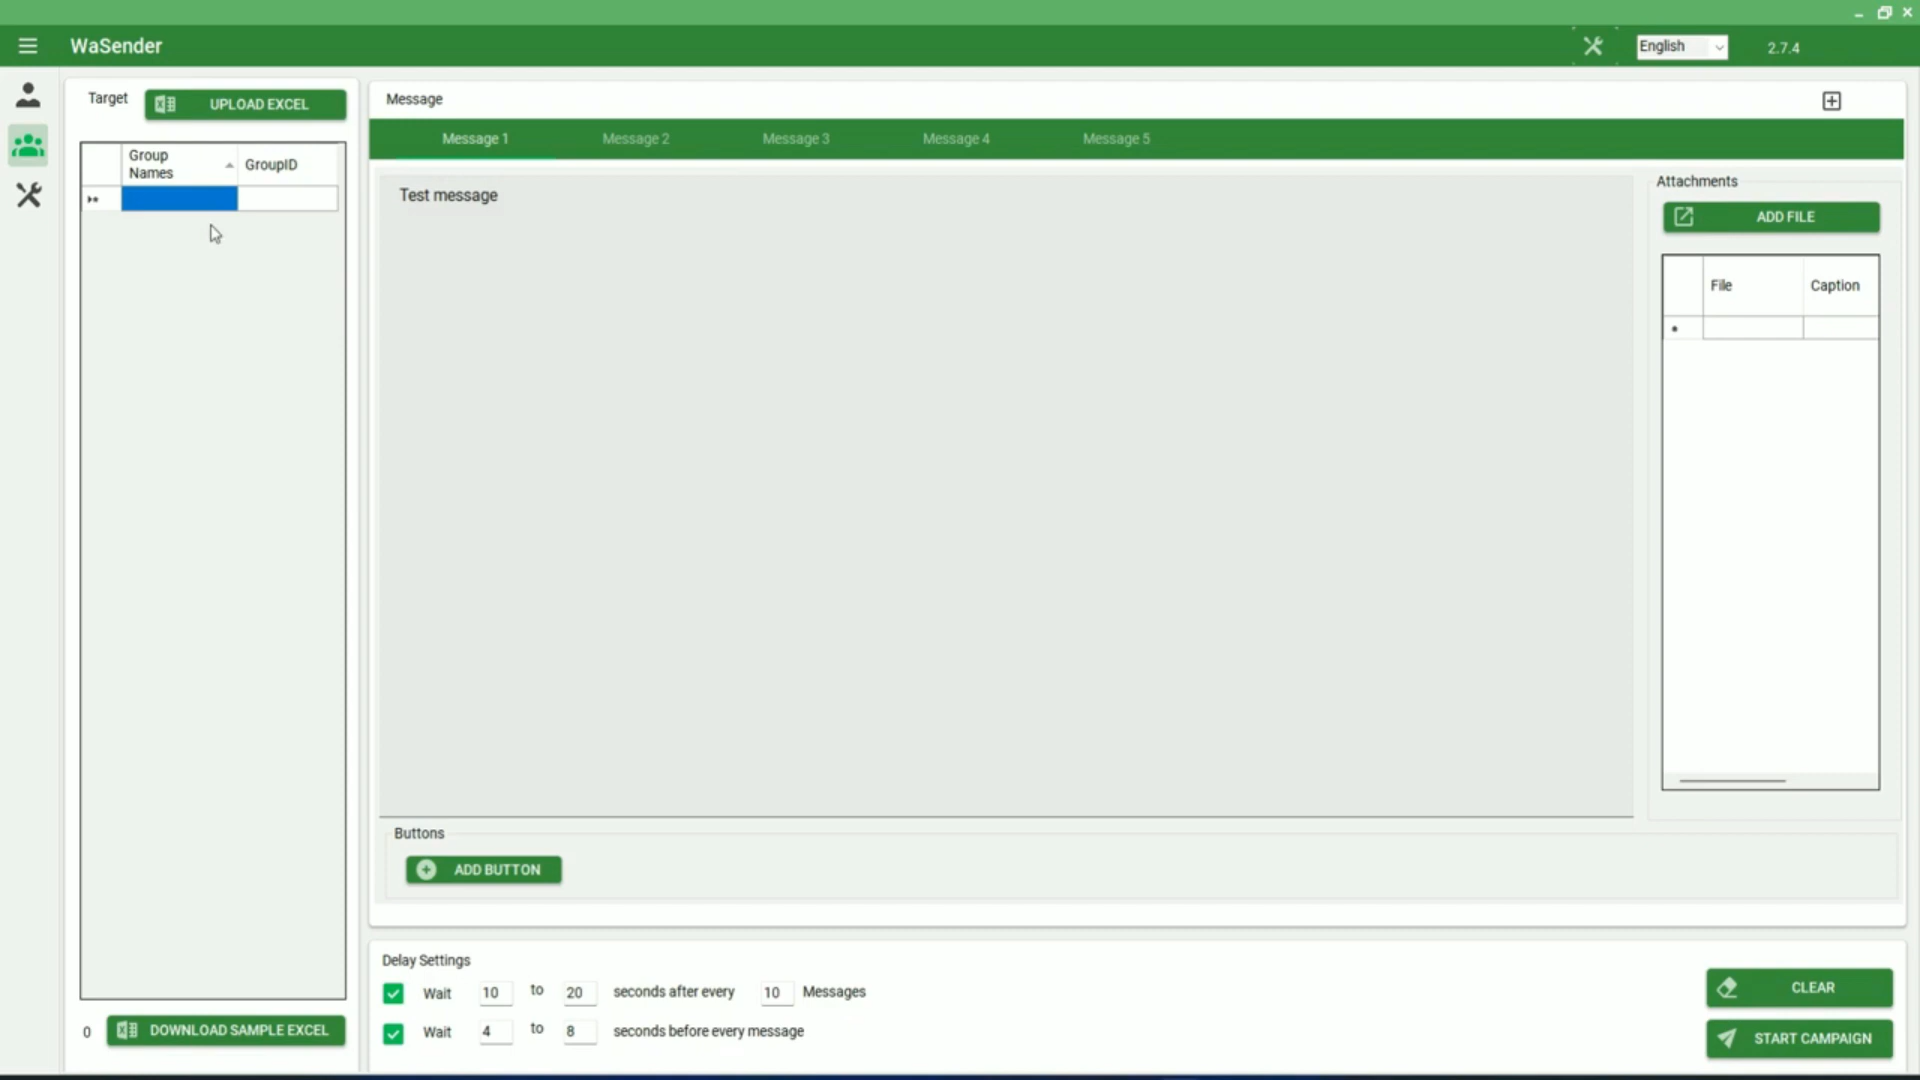 WaSender
English
2.7.4
Target
UPLOAD EXCEL
Group
Names
GroupID
Message
Message 1
Message 2
Message 3
Message 4
Message 5
Test message
Attachments
ADD FILE
File
Caption
Buttons
ADD BUTTON
Delay Settings
Wait 10 to 20 seconds after every 10 Messages
Wait 4 to 8 seconds before every message
CLEAR
START CAMPAIGN
0
DOWNLOAD SAMPLE EXCEL